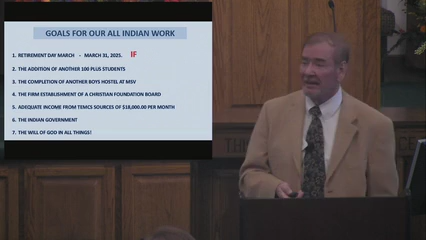 GOALS FOR OUR ALL INDIAN WORK
1. RETIREMENT DAY MARCH - MARCH 31, 2025. IF
2. THE ADDITION OF ANOTHER 100 PLUS STUDENTS
3. THE COMPLETION OF ANOTHER BOYS HOSTEL AT MSV
4. THE FIRM ESTABLISHMENT OF A CHRISTIAN FOUNDATION BOARD
5. ADEQUATE INCOME FROM TEMCS SOURCES OF $18,000.00 PER MONTH
6. THE INDIAN GOVERNMENT
7. THE WILL OF GOD IN ALL THINGS!